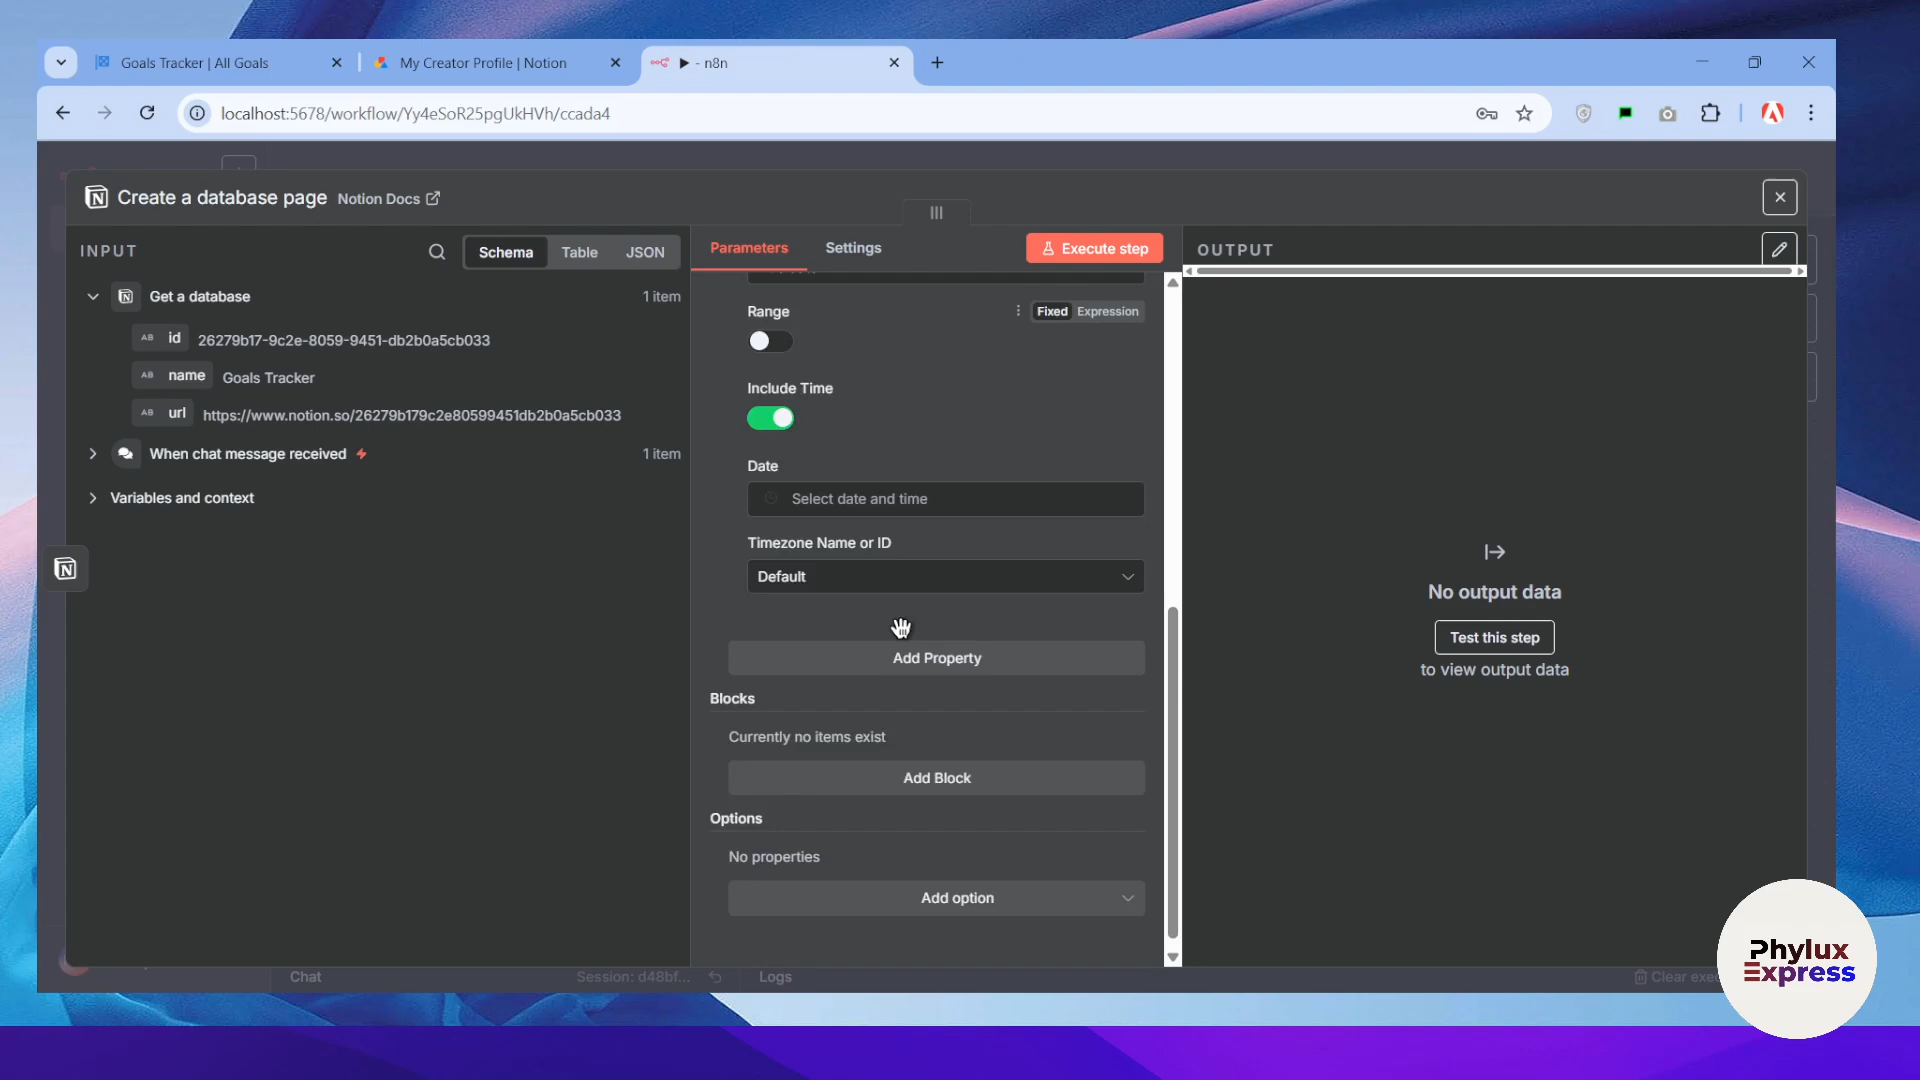 Goals Tracker | All Goals
My Creator Profile | Notion
- n8n
localhost:5678/workflow/Yy4eSoR25pgUkHVh/ccada4
Create a database page
Notion Docs
INPUT
Schema
Table
JSON
Parameters
Settings
Execute step
OUTPUT
Get a database
1 item
AB id 26279b17-9c2e-8059-9451-db2b0a5cb033
AB name Goals Tracker
AB url https://www.notion.so/26279b179c2e80599451db2b0a5cb033
When chat message received
1 item
Variables and context
Range
Fixed Expression
Include Time
Date
Select date and time
Timezone Name or ID
Default
Add Property
Blocks
Currently no items exist
Add Block
Options
No properties
Add option
No output data
Test this step
to view output data
Chat
Session: d48bf...
Logs
Phylux
Express